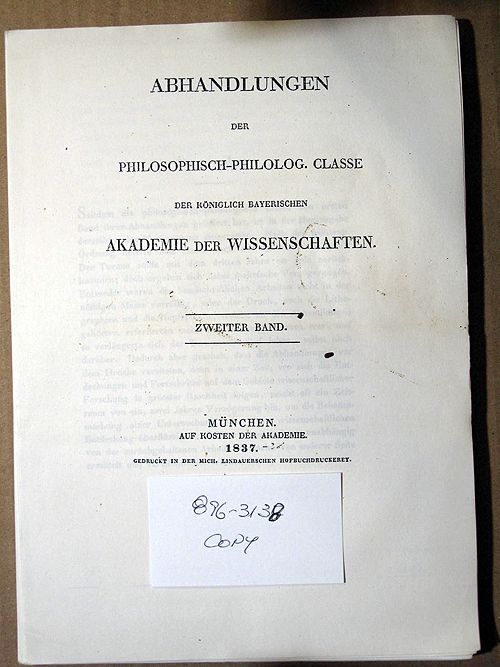 ABHANDLUNGEN
DER
PHILOSOPHISCH-PHILOLOG. CLASSE
DER KÖNIGLICH BAYERISCHEN
AKADEMIE DER WISSENSCHAFTEN.
ZWEITER BAND.
MÜNCHEN.
AUF KOSTEN DER AKADEMIE.
1837.
GEDRUCKT IN DER MICH. LINDAUERSCHEN HOFBUCHDRUCKEREY.
896-3138
COPY